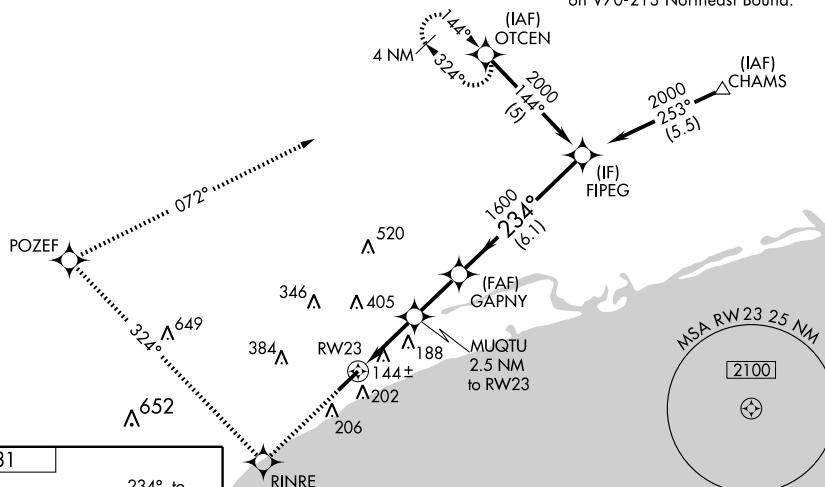 on V70-213 Northeast Bound.
(IAF)
OTCEN
144°
4 NM
324°
2000
144°
(5)
(IAF)
CHAMS
2000
253°
(5.5)
(IF)
FIPEG
1600
234°
(6.1)
072°
POZEF
520
(FAF)
GAPNY
346
405
649
324°
384
RW23
188
MUQTU
2.5 NM
to RW23
144±
202
206
652
MSA RW23 25 NM
2100
31
234° to
RINRE